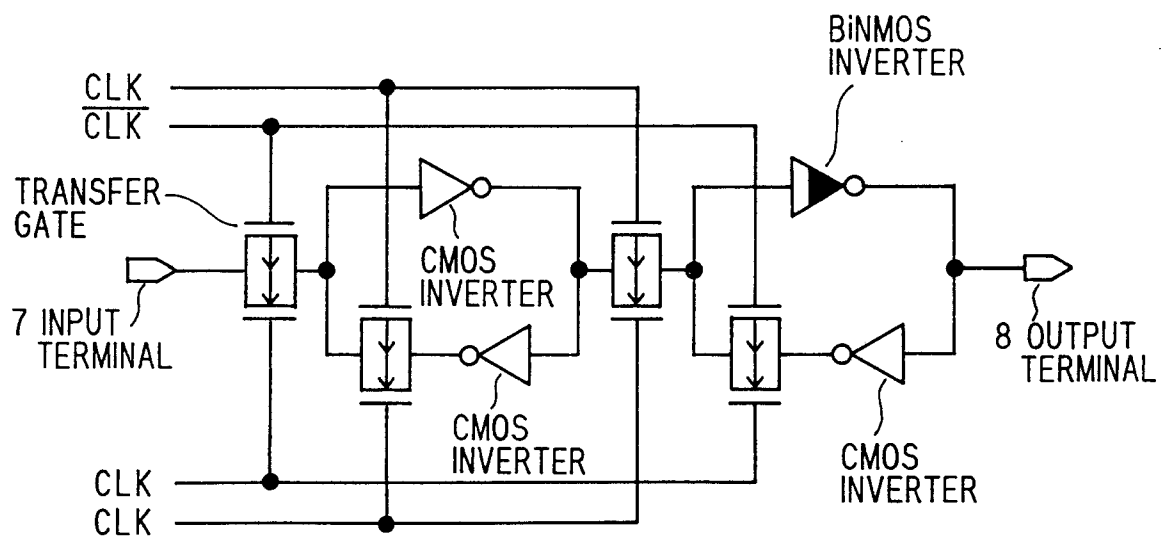 BiNMOS
INVERTER
CLK
CLK
TRANSFER
GATE
CMOS
INVERTER
7 INPUT
TERMINAL
8 OUTPUT
TERMINAL
CMOS
INVERTER
CMOS
INVERTER
CLK
CLK